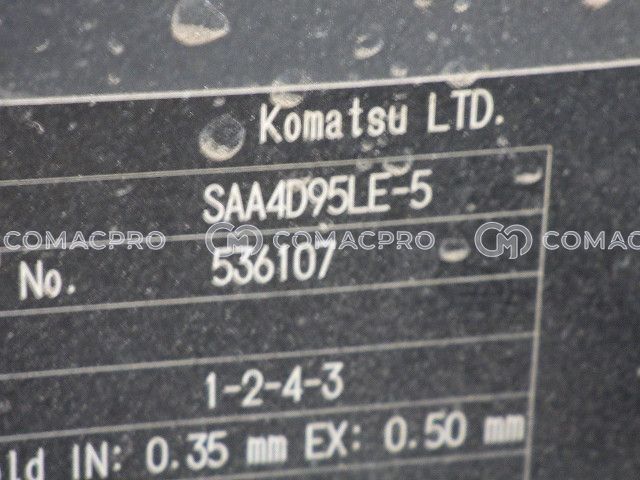 Komatsu LTD.
SAA4D95LE-5
COMACPRO COMACPRO COMACPRO
No. 536107
1-2-4-3
ld IN: 0.35 mm EX: 0.50 mm